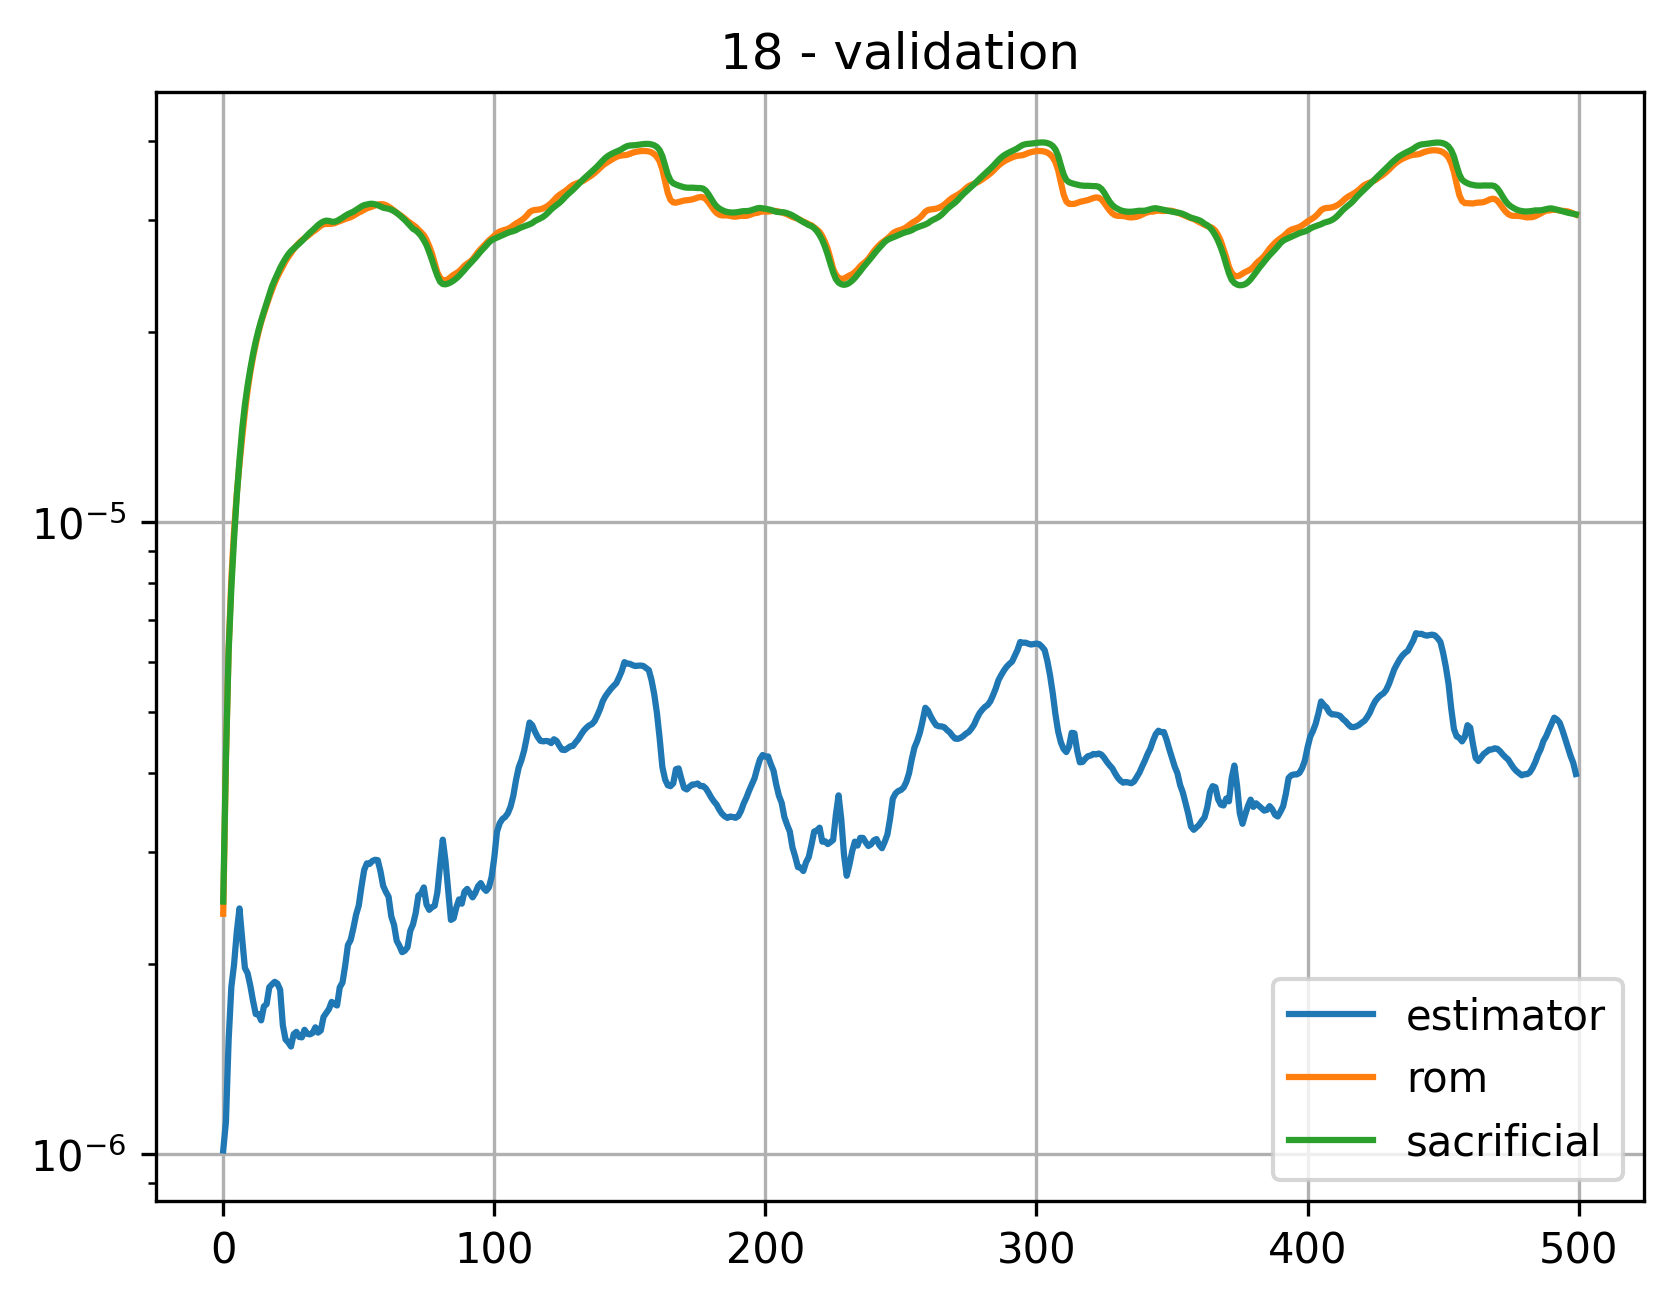 18 - validation
10⁻⁵
10⁻⁶
0 100 200 300 400 500
estimator
rom
sacrificial